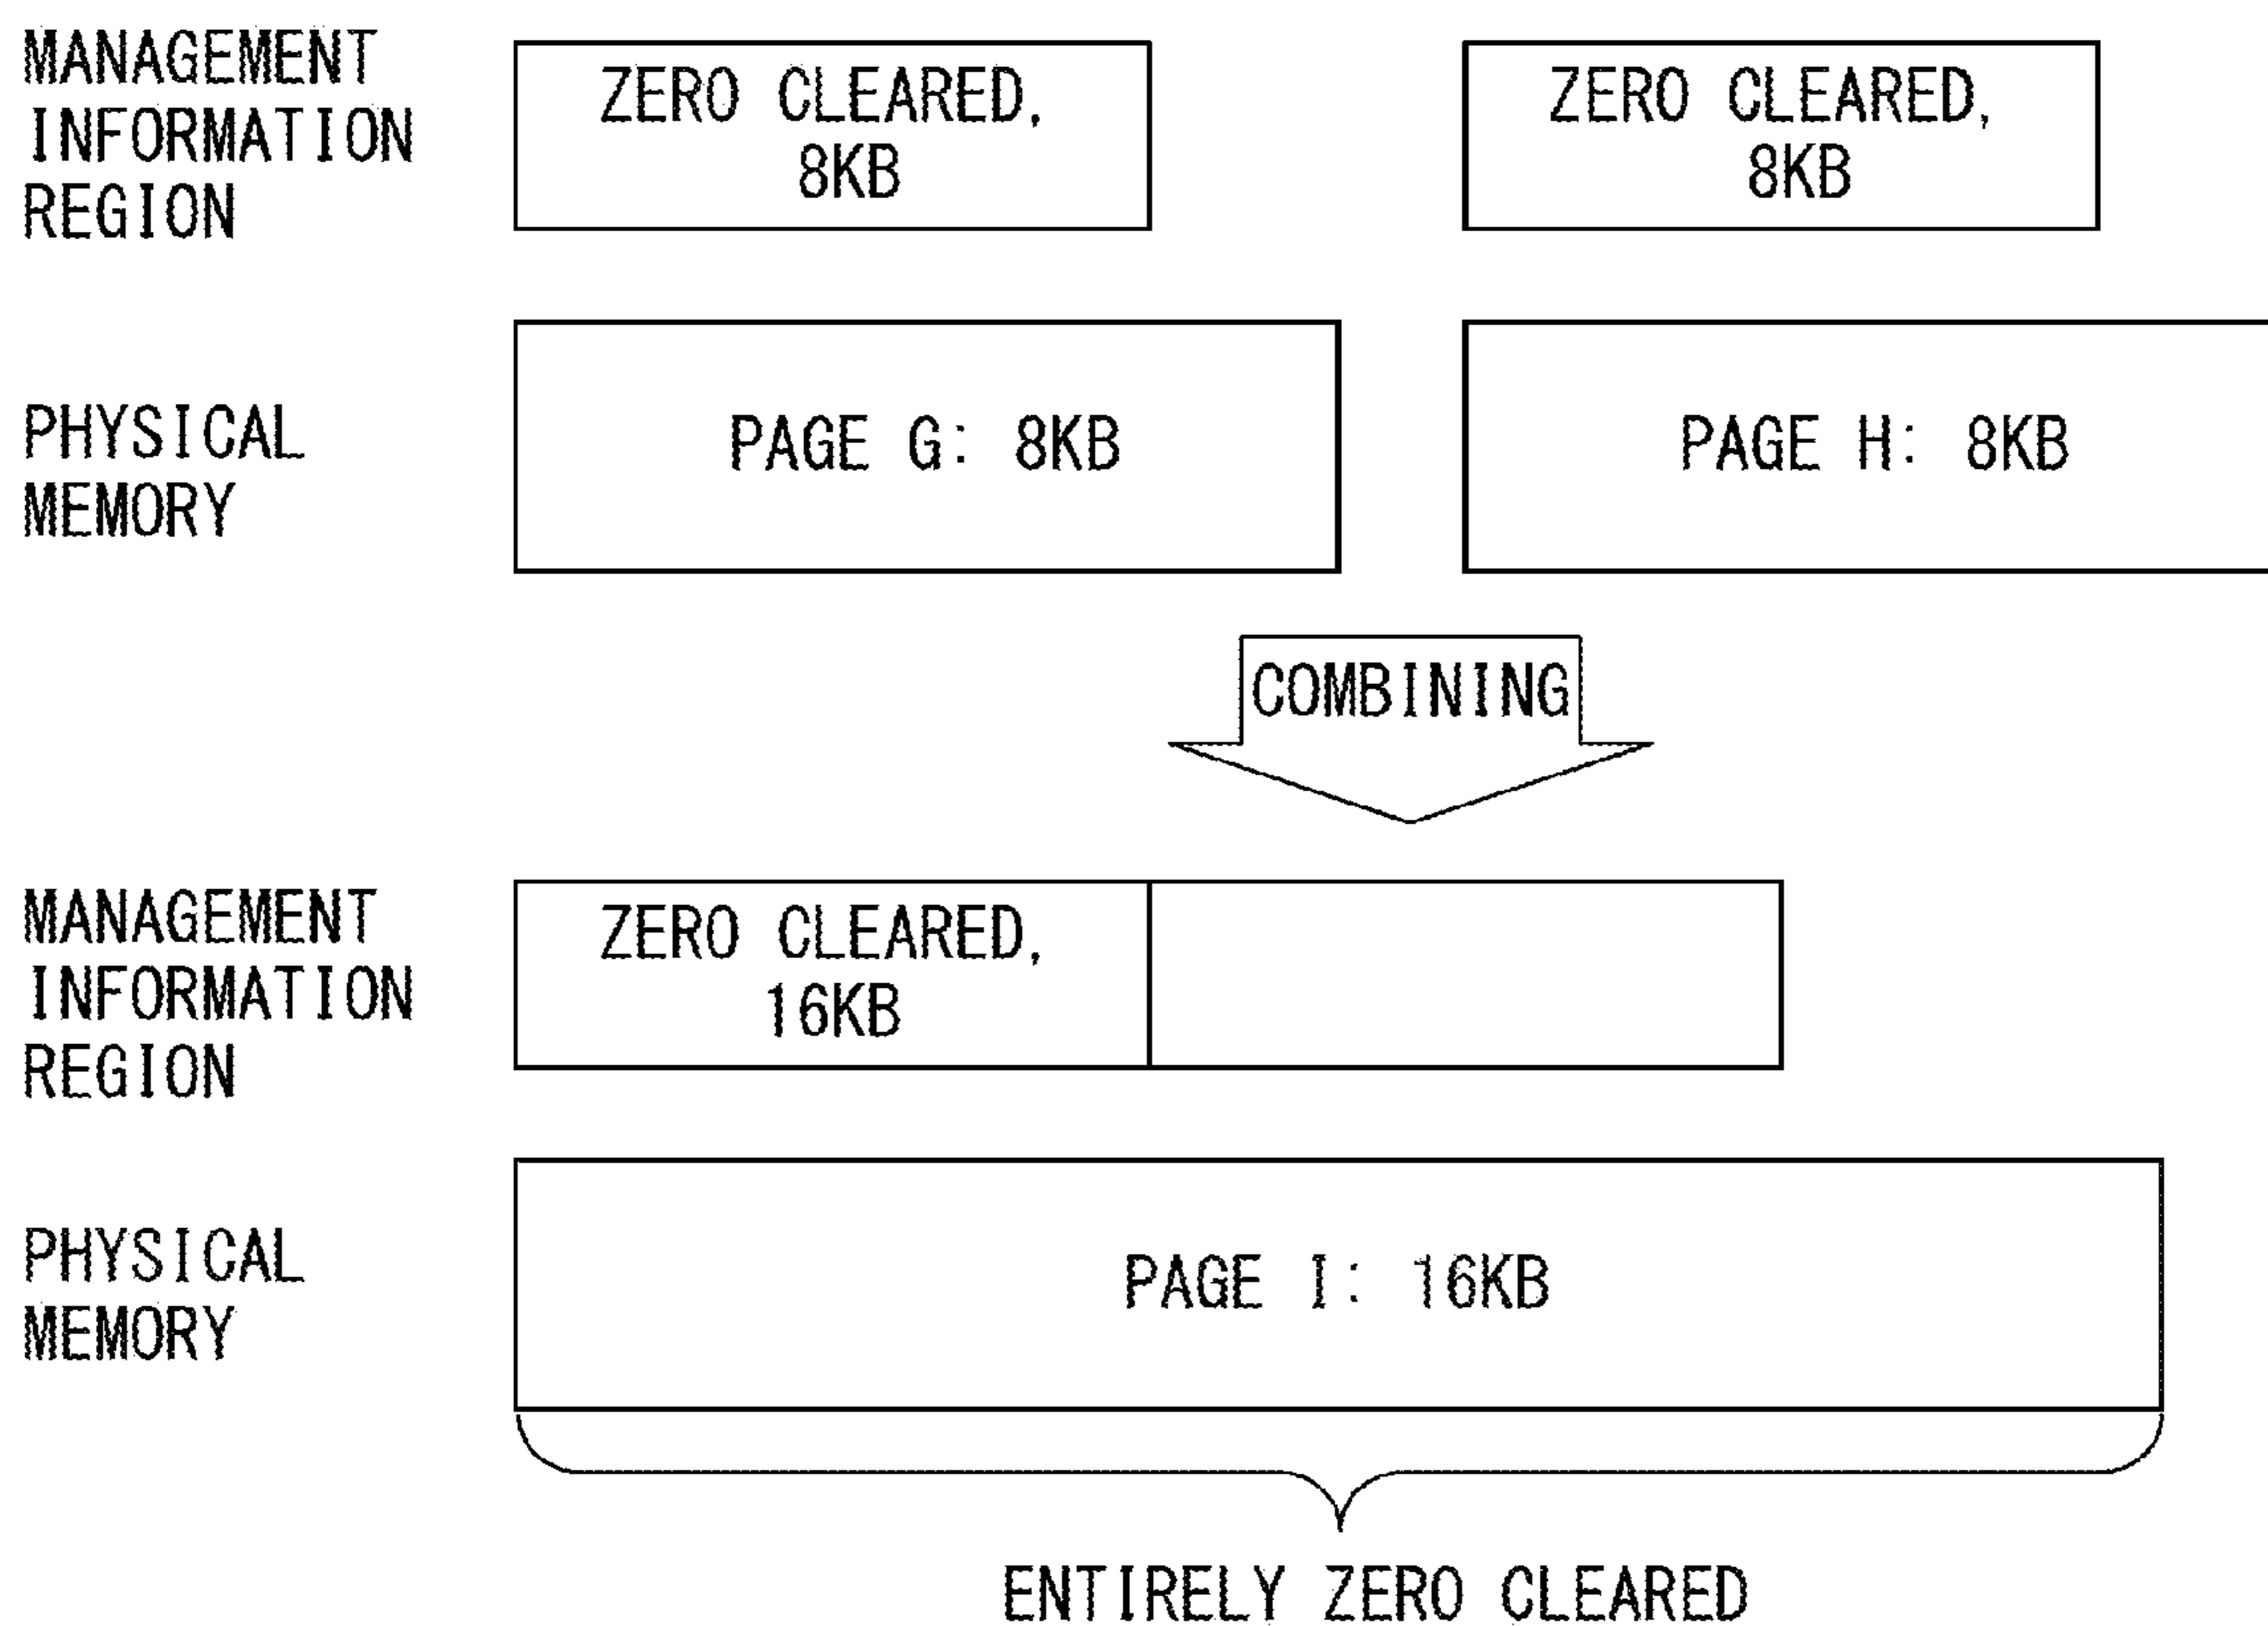 MANAGEMENT
INFORMATION
REGION
ZERO CLEARED,
8KB
ZERO CLEARED,
8KB
PHYSICAL
MEMORY
PAGE G: 8KB
PAGE H: 8KB
COMBINING
MANAGEMENT
INFORMATION
REGION
ZERO CLEARED,
16KB
PHYSICAL
MEMORY
PAGE I: 16KB
ENTIRELY ZERO CLEARED